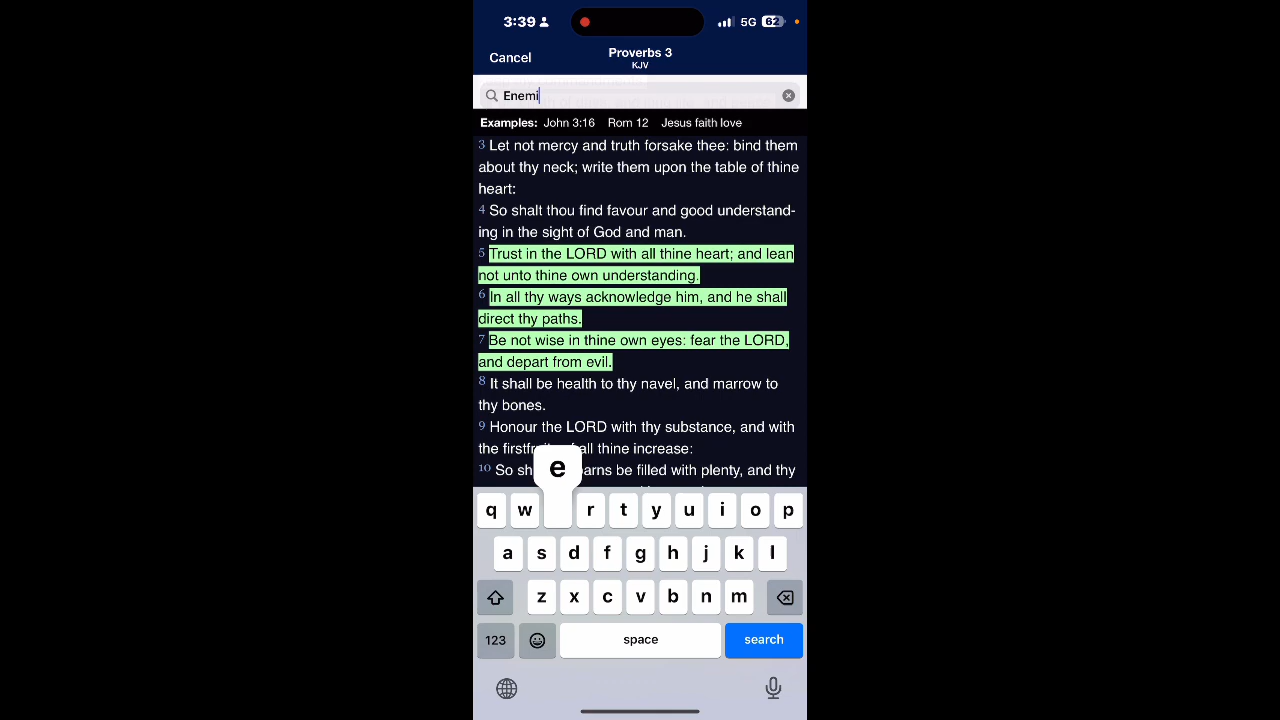 3:39 5G 62
Cancel Proverbs 3
KJV
Enemi
Examples: John 3:16 Rom 12 Jesus faith love
3 Let not mercy and truth forsake thee: bind them
about thy neck; write them upon the table of thine
heart:
4 So shalt thou find favour and good understand-
ing in the sight of God and man.
5 Trust in the LORD with all thine heart; and lean
not unto thine own understanding.
6 In all thy ways acknowledge him, and he shall
direct thy paths.
7 Be not wise in thine own eyes: fear the LORD,
and depart from evil.
8 It shall be health to thy navel, and marrow to
thy bones.
9 Honour the LORD with thy substance, and with
the all thine increase:
10 So be filled with plenty, and thy
e
q w r t y u i o p
a s d f g h j k l
z x c v b n m
123 space search